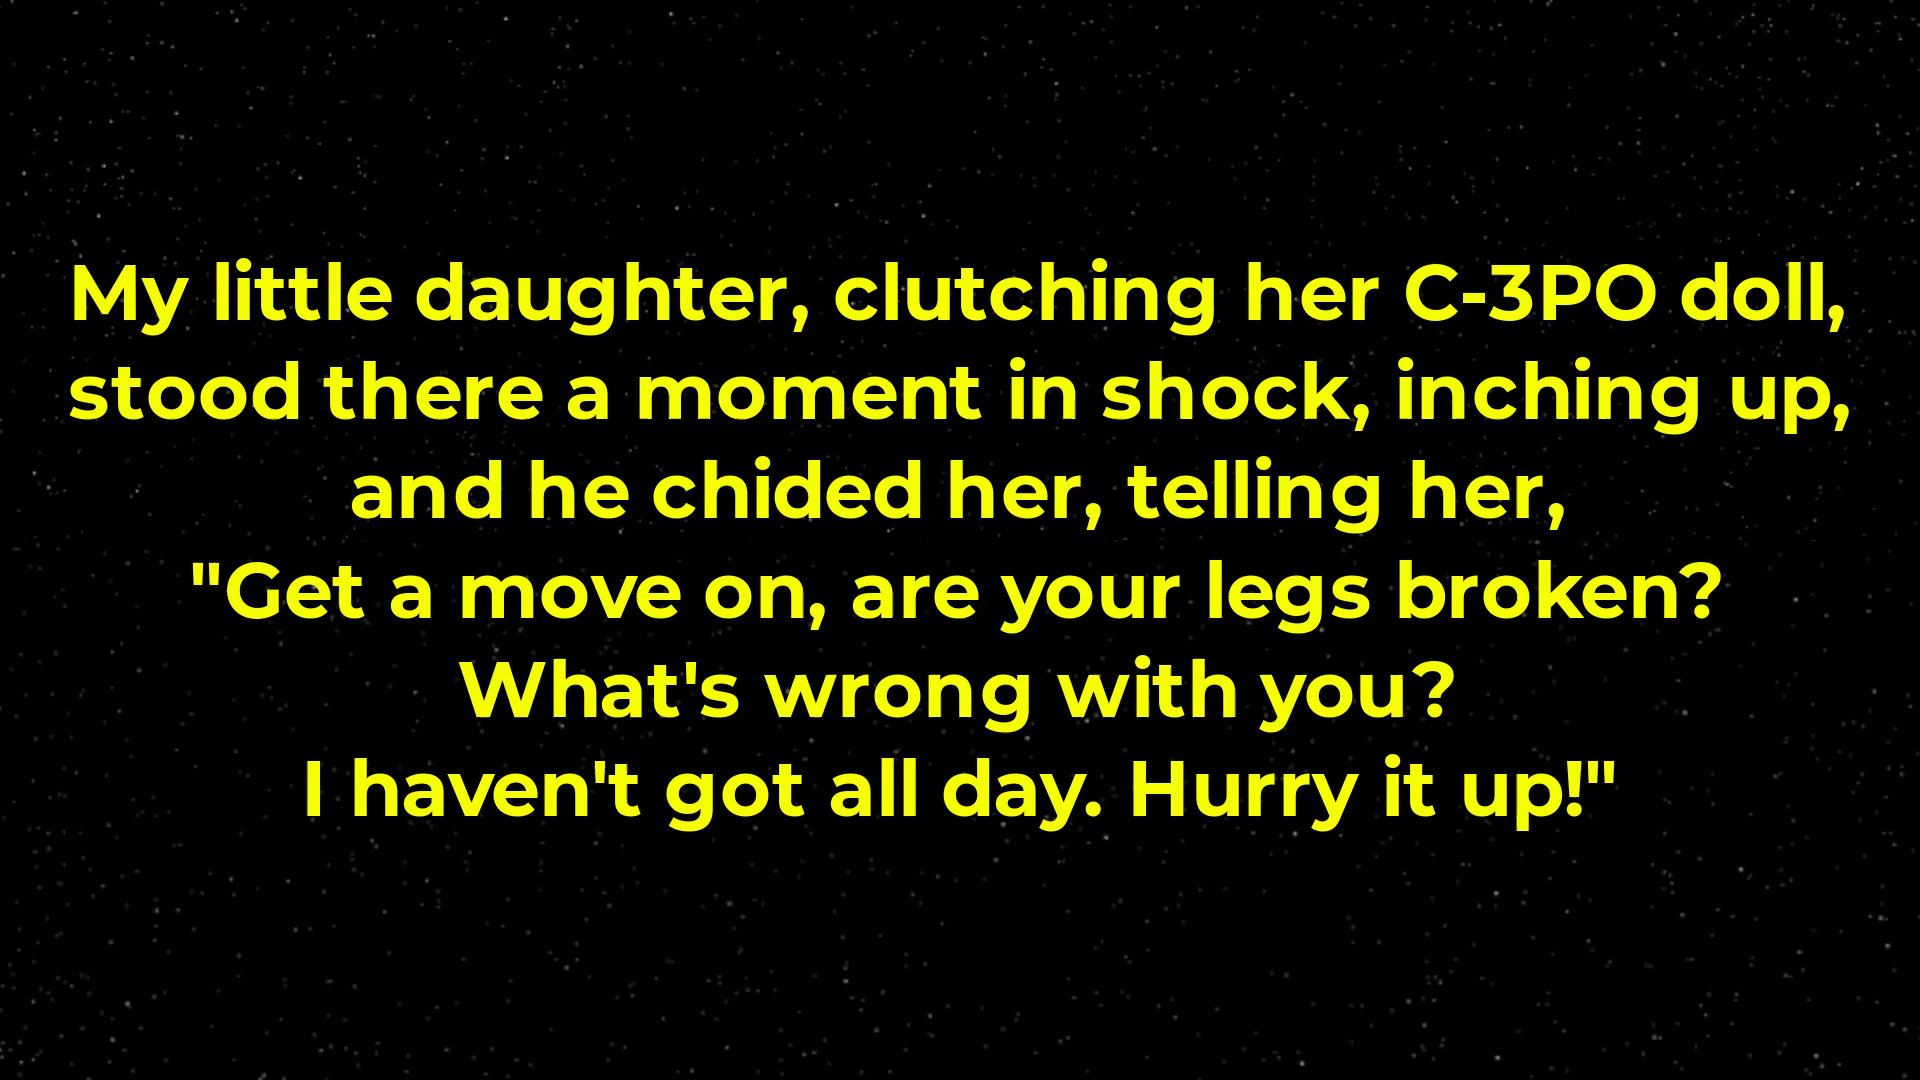 My little daughter, clutching her C-3PO doll,
stood there a moment in shock, inching up,
and he chided her, telling her,
"Get a move on, are your legs broken?
What's wrong with you?
I haven't got all day. Hurry it up!"